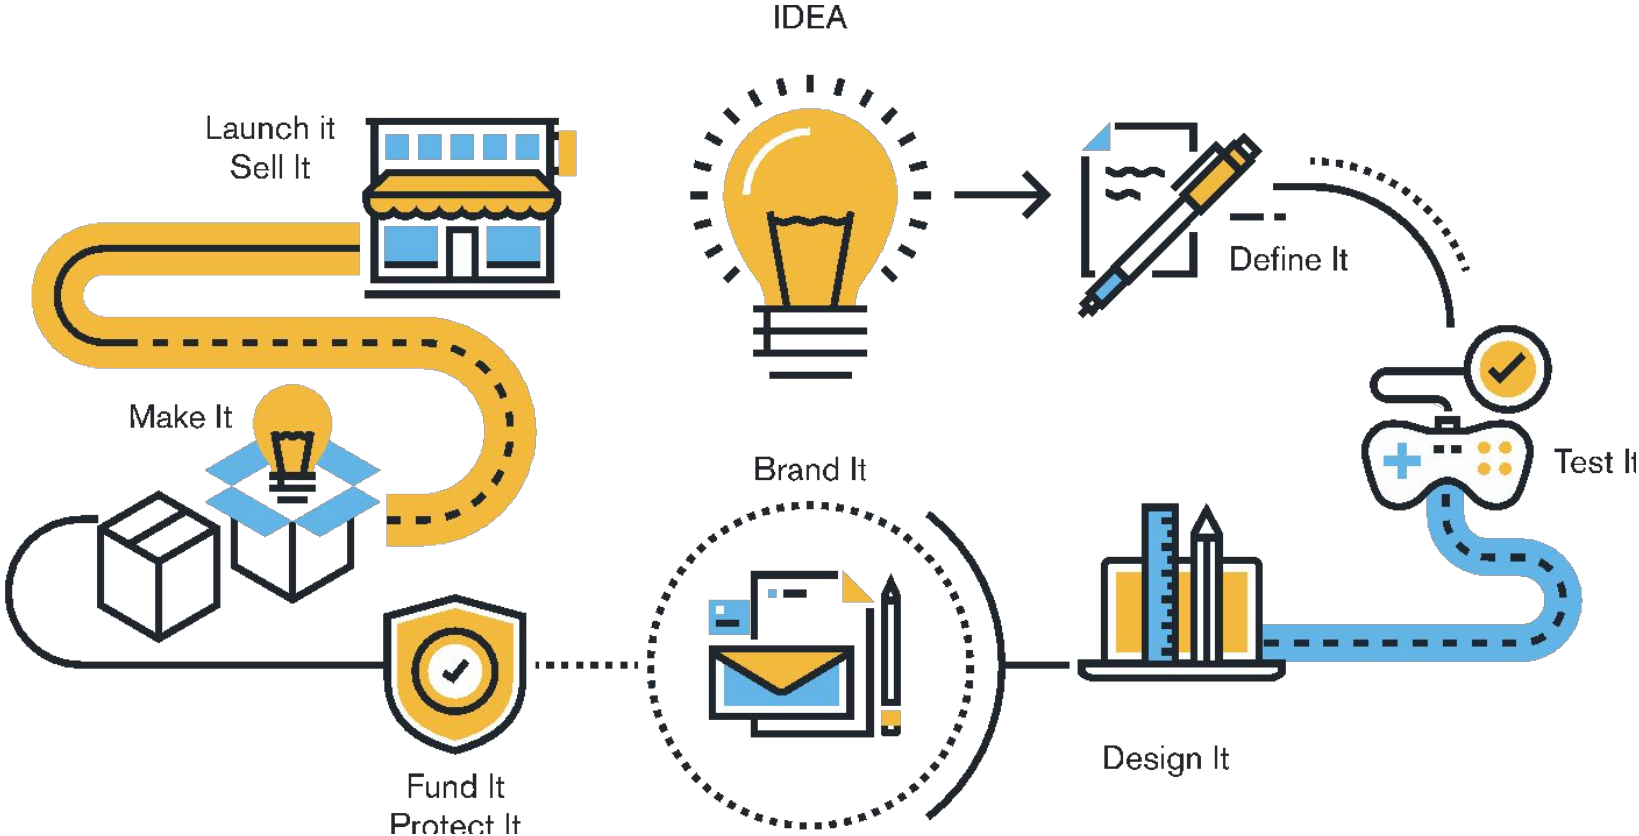 IDEA
Launch it
Sell It
Define It
Make It
Brand It
Test It
Design It
Fund It
Protect It